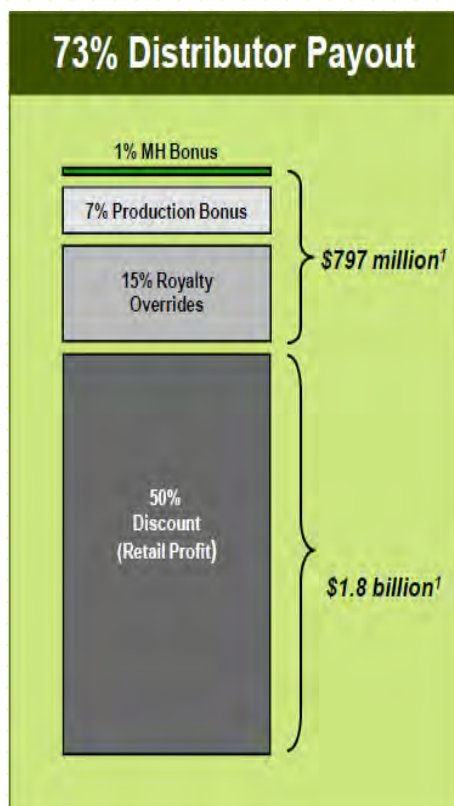 73% Distributor Payout
1% MH Bonus
7% Production Bonus
$797 million¹
15% Royalty
Overrides
50%
Discount
(Retail Profit)
$1.8 billion¹